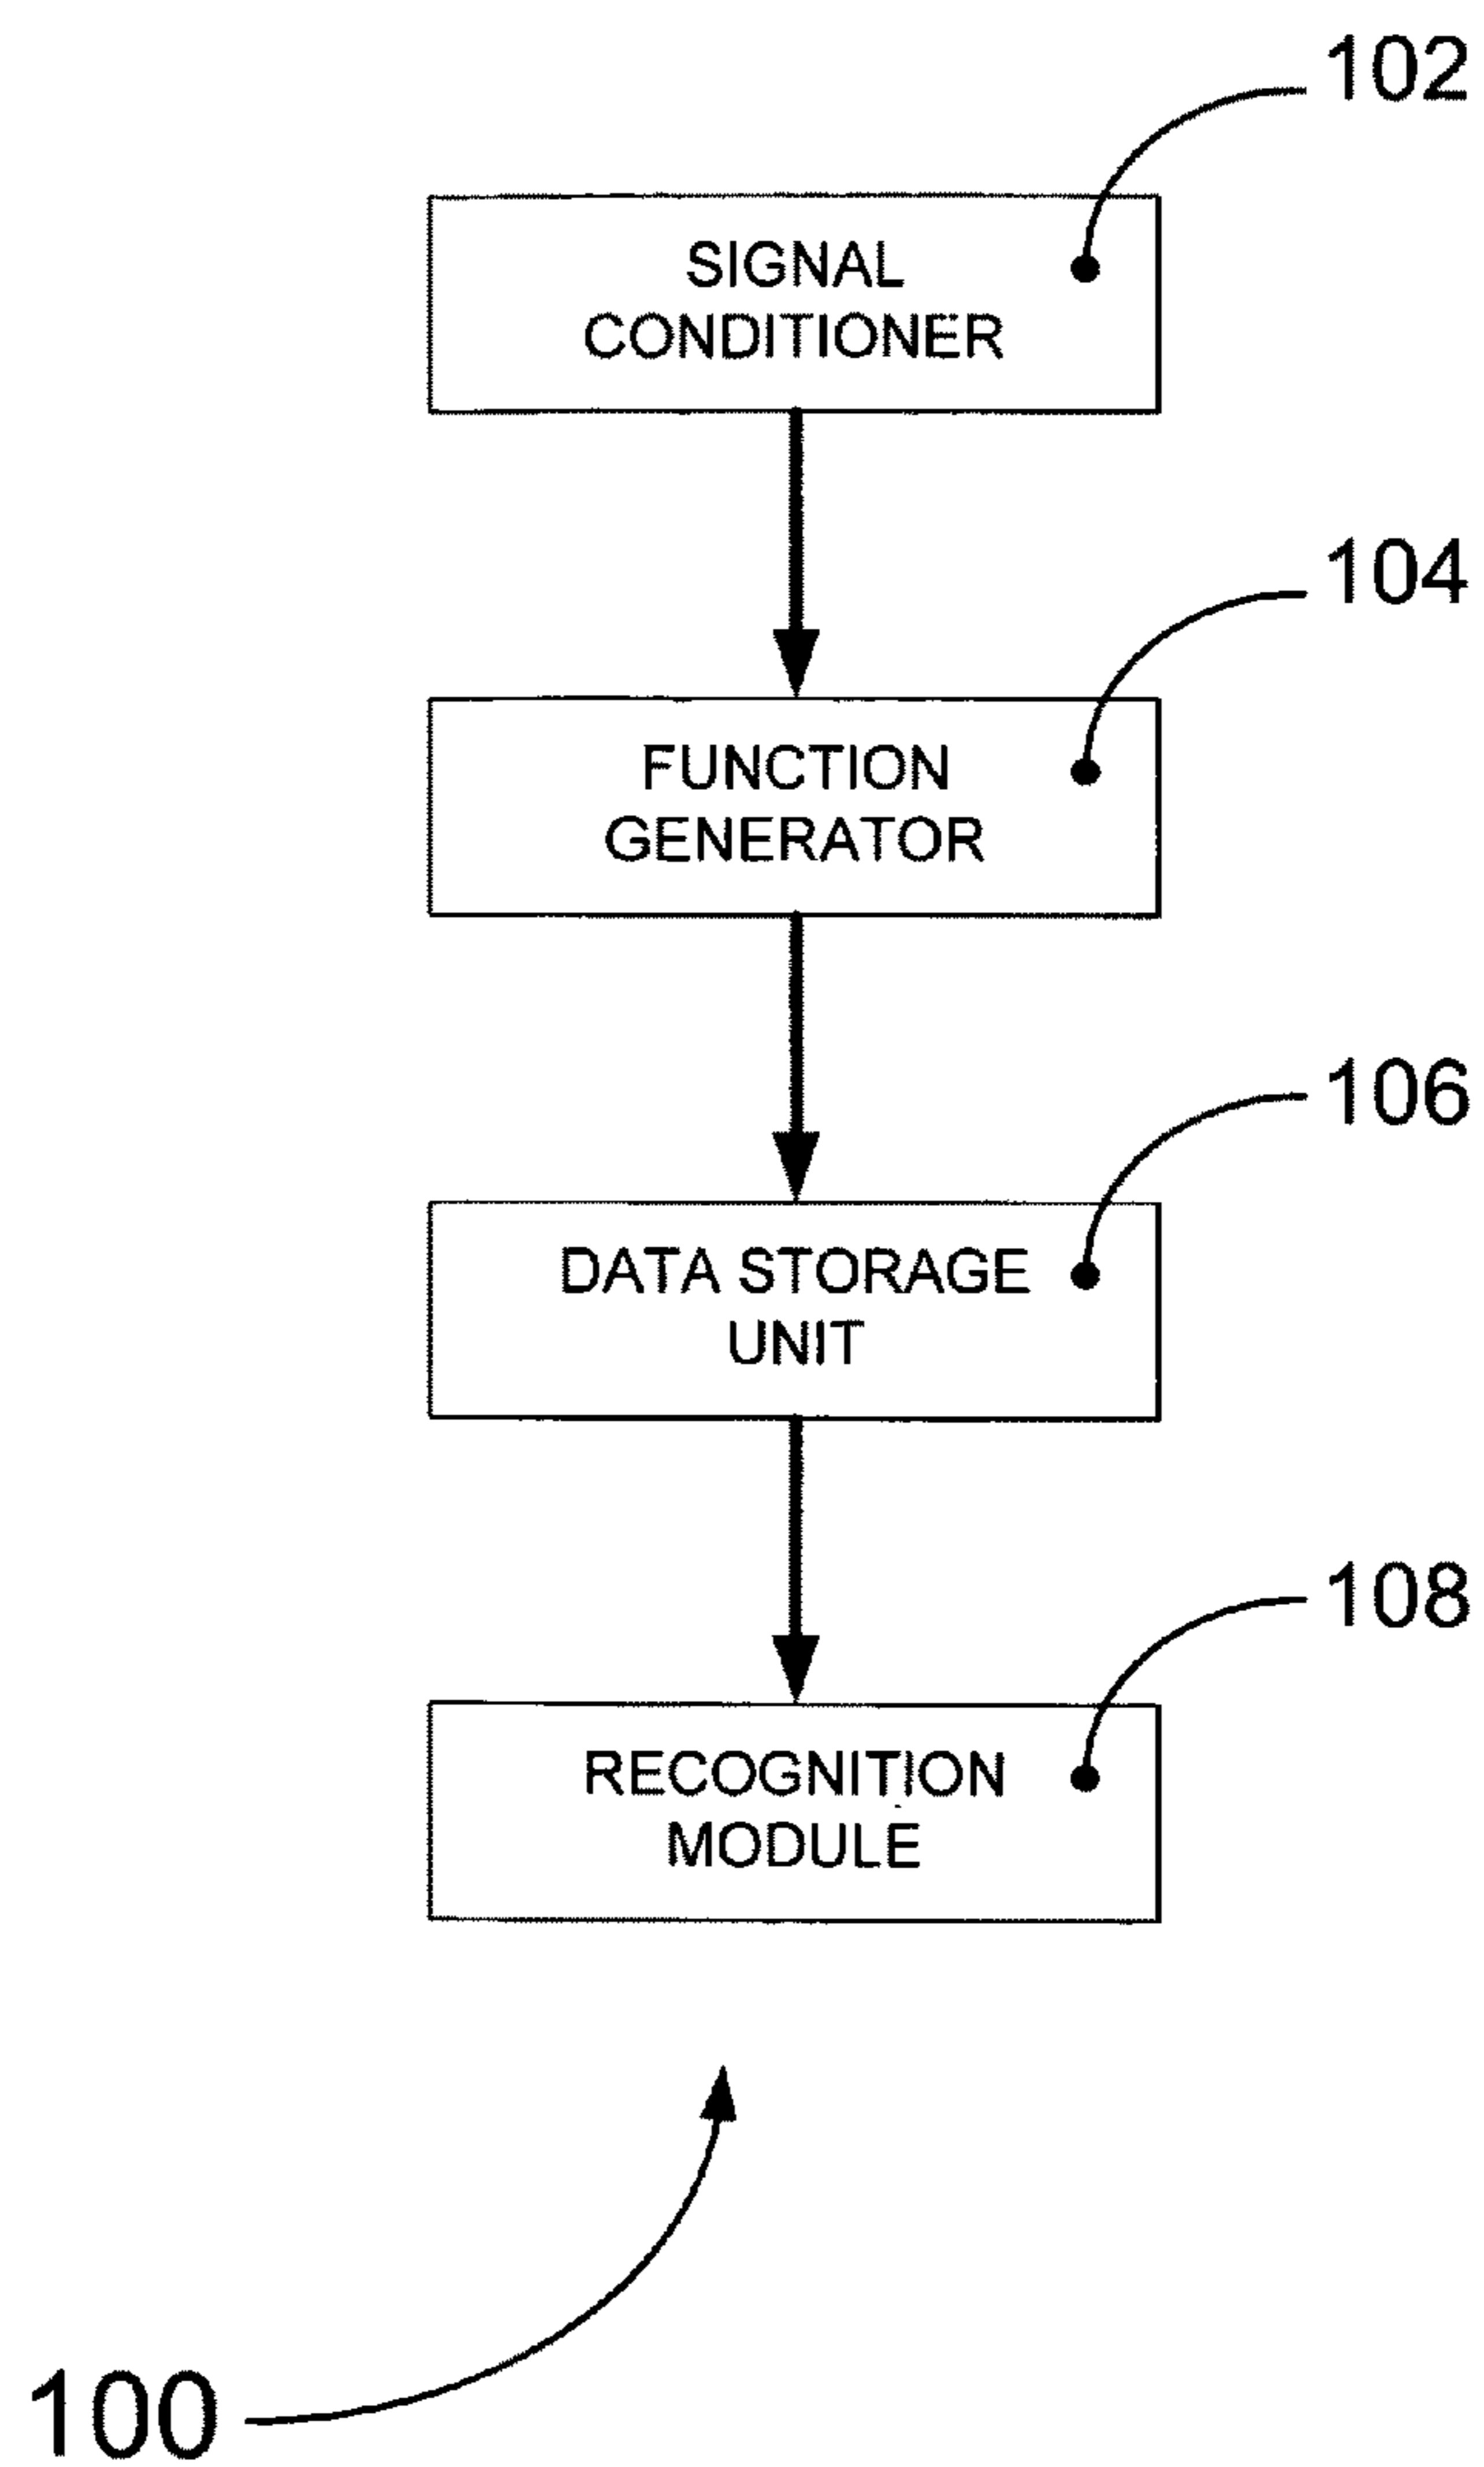 102
SIGNAL
CONDITIONER
104
FUNCTION
GENERATOR
106
DATA STORAGE
UNIT
108
RECOGNITION
MODULE
100